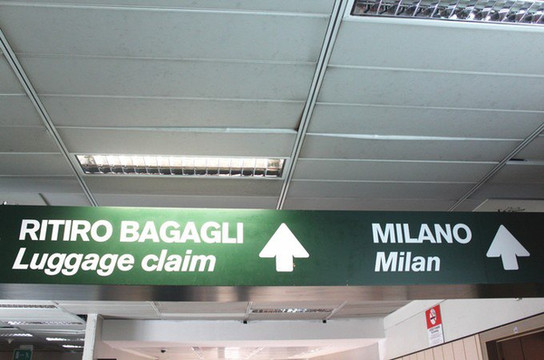 RITIRO BAGAGLI
Luggage claim
MILANO
Milan